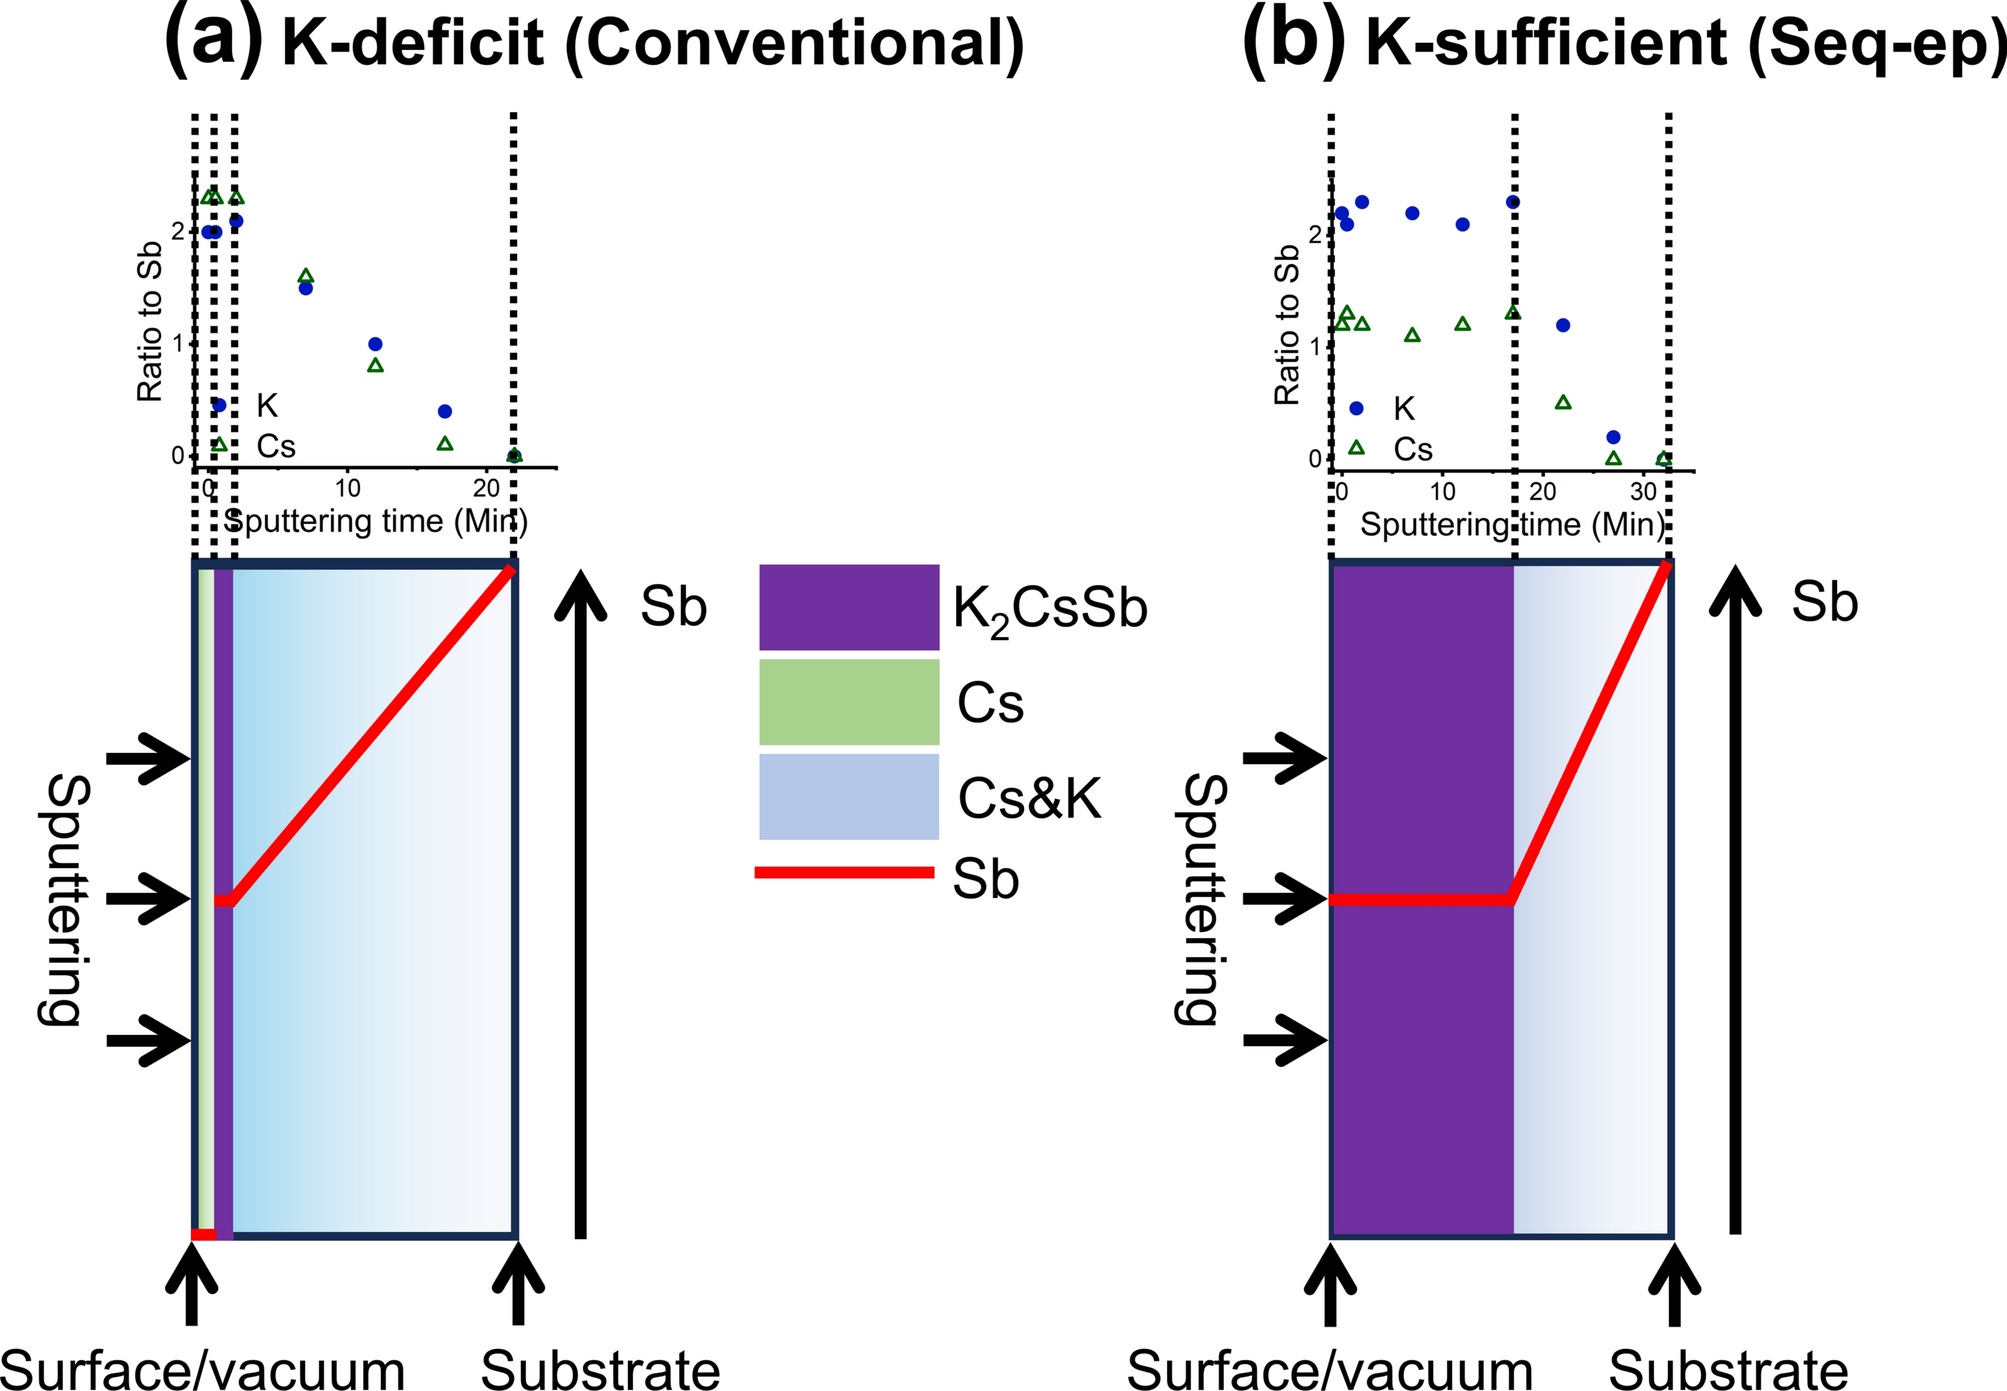 (a) K-deficit (Conventional)
(b) K-sufficient (Seq-ep)
Ratio to Sb
2
1
0
K
Cs
0 10 20
Sputtering time (Min)
Ratio to Sb
2
1
0
K
Cs
0 10 20 30
Sputtering time (Min)
Sb
K₂CsSb
Cs
Cs&K
Sb
Sb
Sputtering
Sputtering
Surface/vacuum
Substrate
Surface/vacuum
Substrate